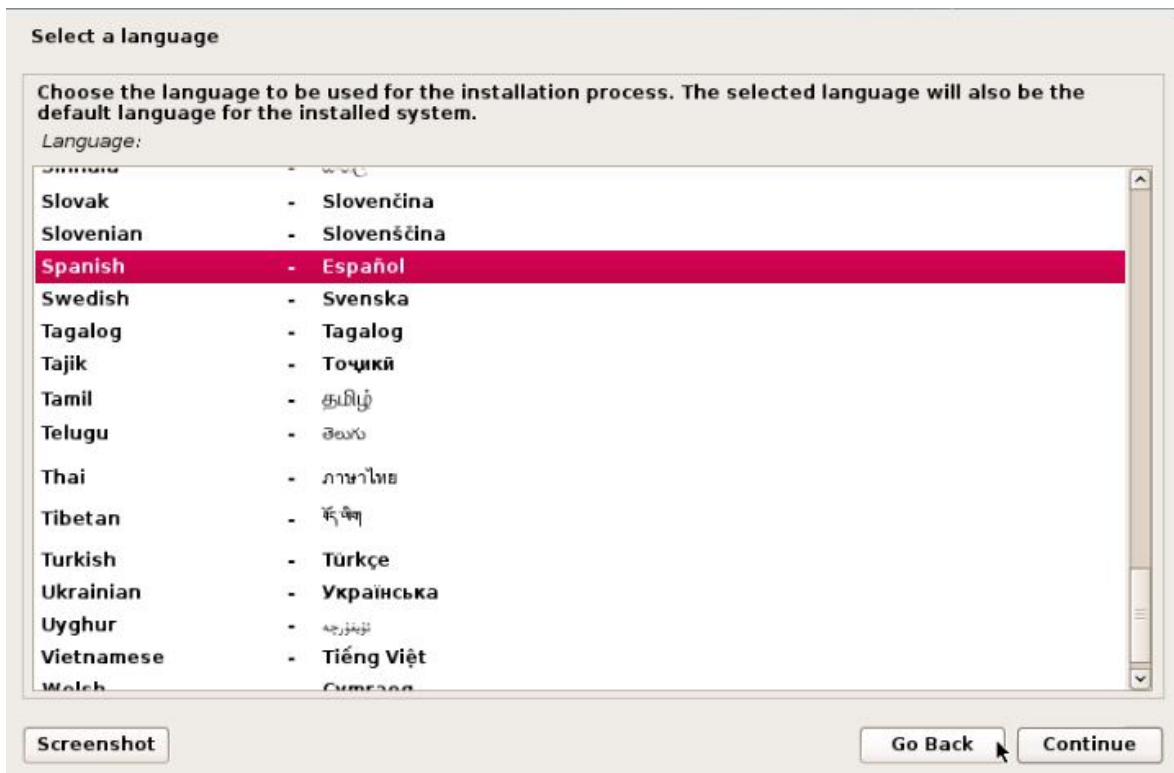 Select a language
Choose the language to be used for the installation process. The selected language will also be the
default language for the installed system.
Language:
Slovak - Slovenčina
Slovenian - Slovenščina
Spanish - Español
Swedish - Svenska
Tagalog - Tagalog
Tajik - Тоҷикӣ
Tamil - தமிழ்
Telugu - తెలుగు
Thai - ภาษาไทย
Tibetan - བོད་ཡིག
Turkish - Türkçe
Ukrainian - Українська
Uyghur - ئۇيغۇرچە
Vietnamese - Tiếng Việt
Welsh - Cymraeg
Screenshot Go Back Continue